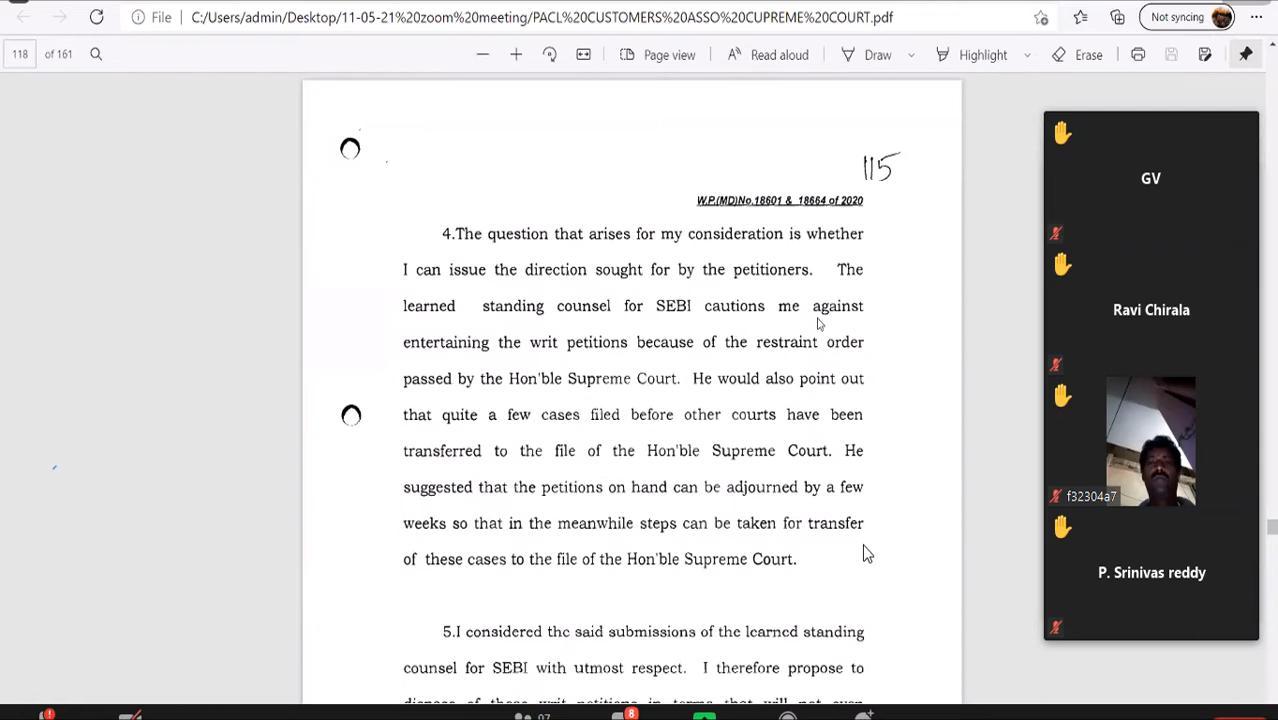 File
C:/Users/admin/Desktop/11-05-21%20zoom%20meeting/PACL%20CUSTOMERS%20ASSO%20CUPREME%20COURT.pdf
Not syncing
118 of 161
Page view
Read aloud
Draw
Highlight
Erase
115
W.P.(MD)No.18601 & 18664 of 2020
4.The question that arises for my consideration is whether
I can issue the direction sought for by the petitioners. The
learned standing counsel for SEBI cautions me against
entertaining the writ petitions because of the restraint order
passed by the Hon'ble Supreme Court. He would also point out
that quite a few cases filed before other courts have been
transferred to the file of the Hon'ble Supreme Court. He
suggested that the petitions on hand can be adjourned by a few
weeks so that in the meanwhile steps can be taken for transfer
of these cases to the file of the Hon'ble Supreme Court.
5.I considered the said submissions of the learned standing
counsel for SEBI with utmost respect. I therefore propose to
GV
Ravi Chirala
f32304a7
P. Srinivas reddy
8